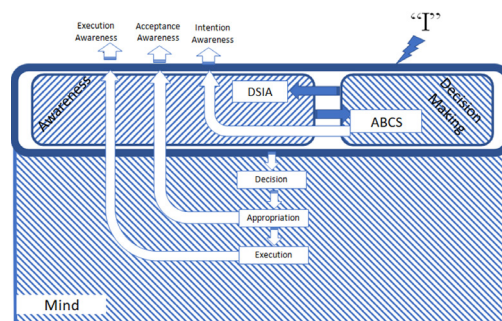 Execution
Awareness
Acceptance
Awareness
Intention
Awareness
“I”
Awareness
DSIA
Decision
Making
ABCS
Decision
Appropriation
Execution
Mind